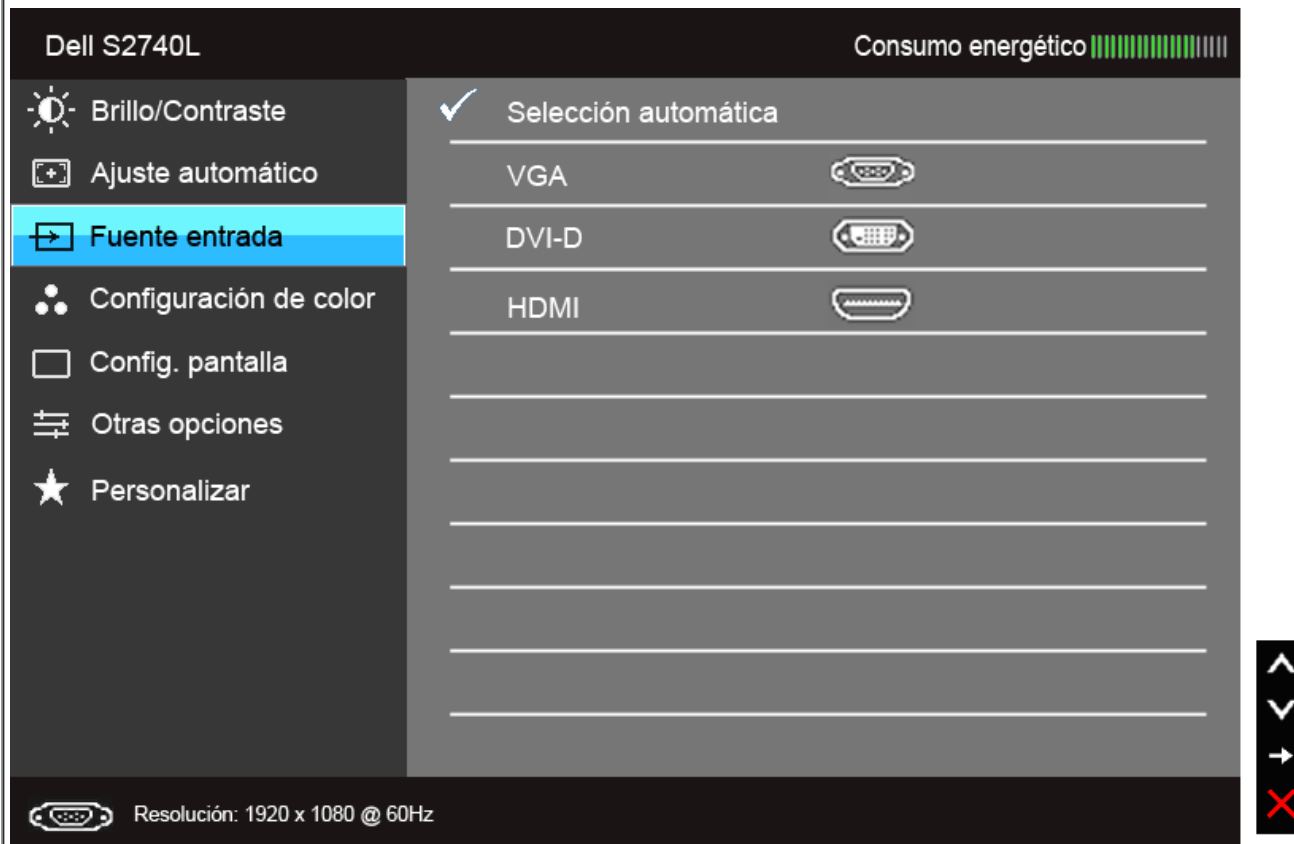 Dell S2740L
Consumo energético
Brillo/Contraste
Ajuste automático
Fuente entrada
Configuración de color
Config. pantalla
Otras opciones
Personalizar
Selección automática
VGA
DVI-D
HDMI
Resolución: 1920 x 1080 @ 60Hz